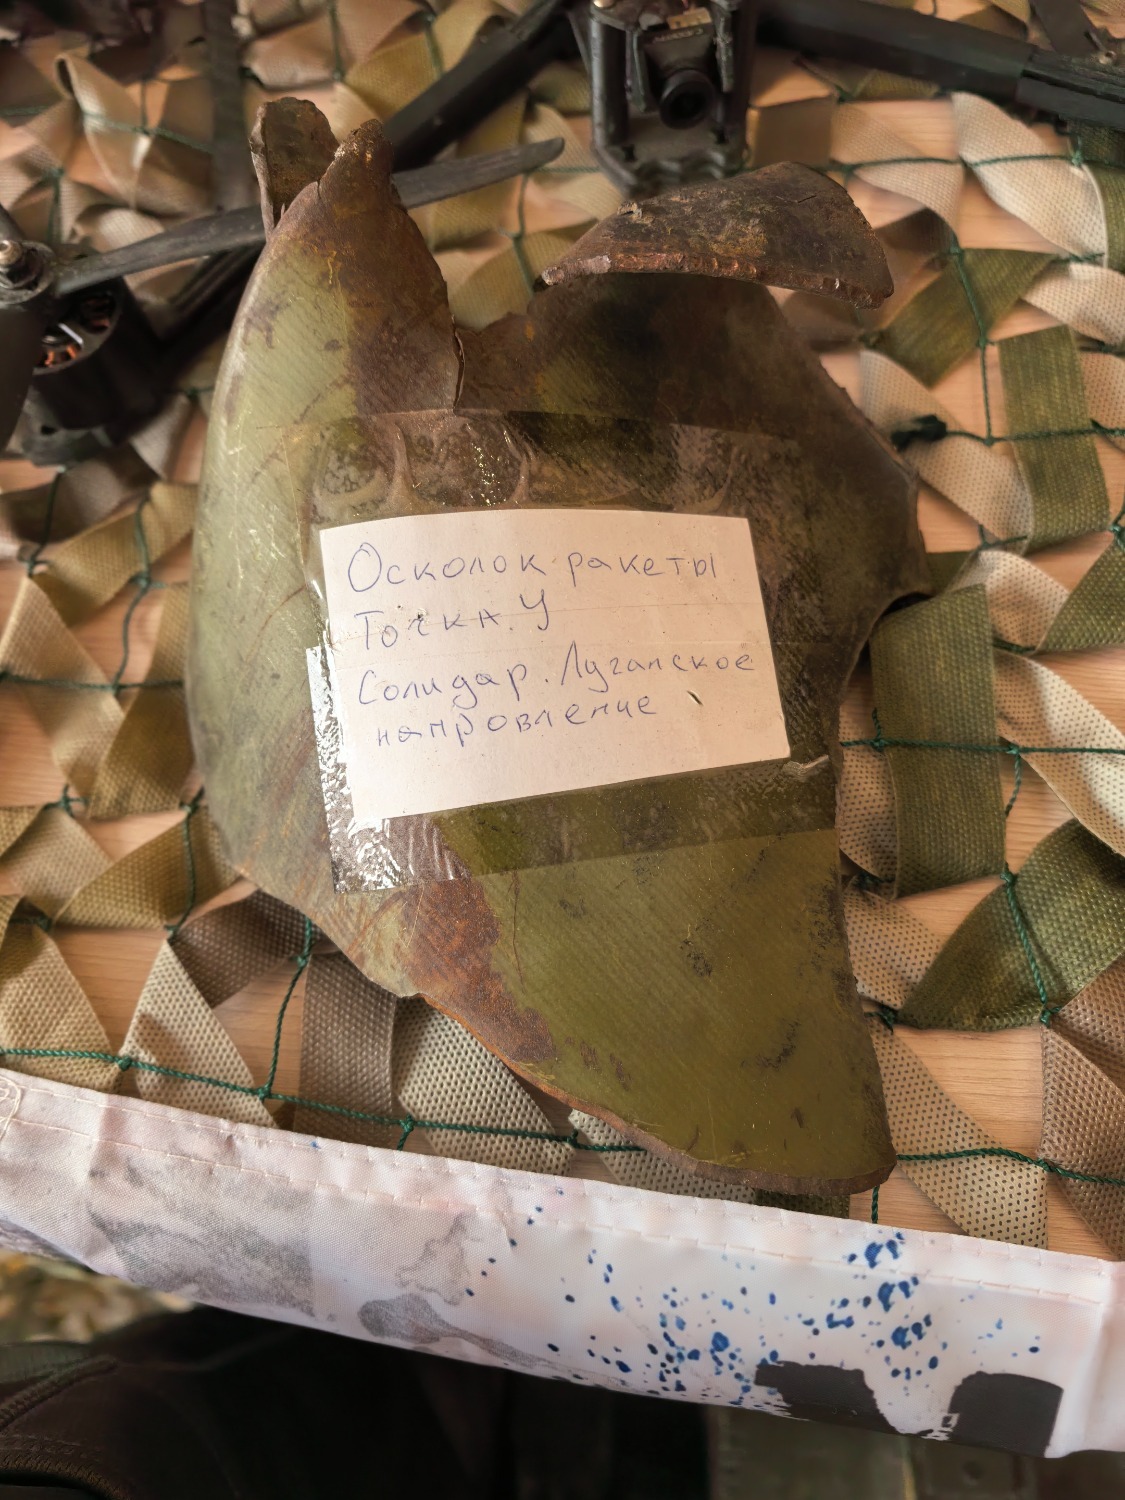 Осколок ракеты
Точка У
Солидар. Луганское
напровление